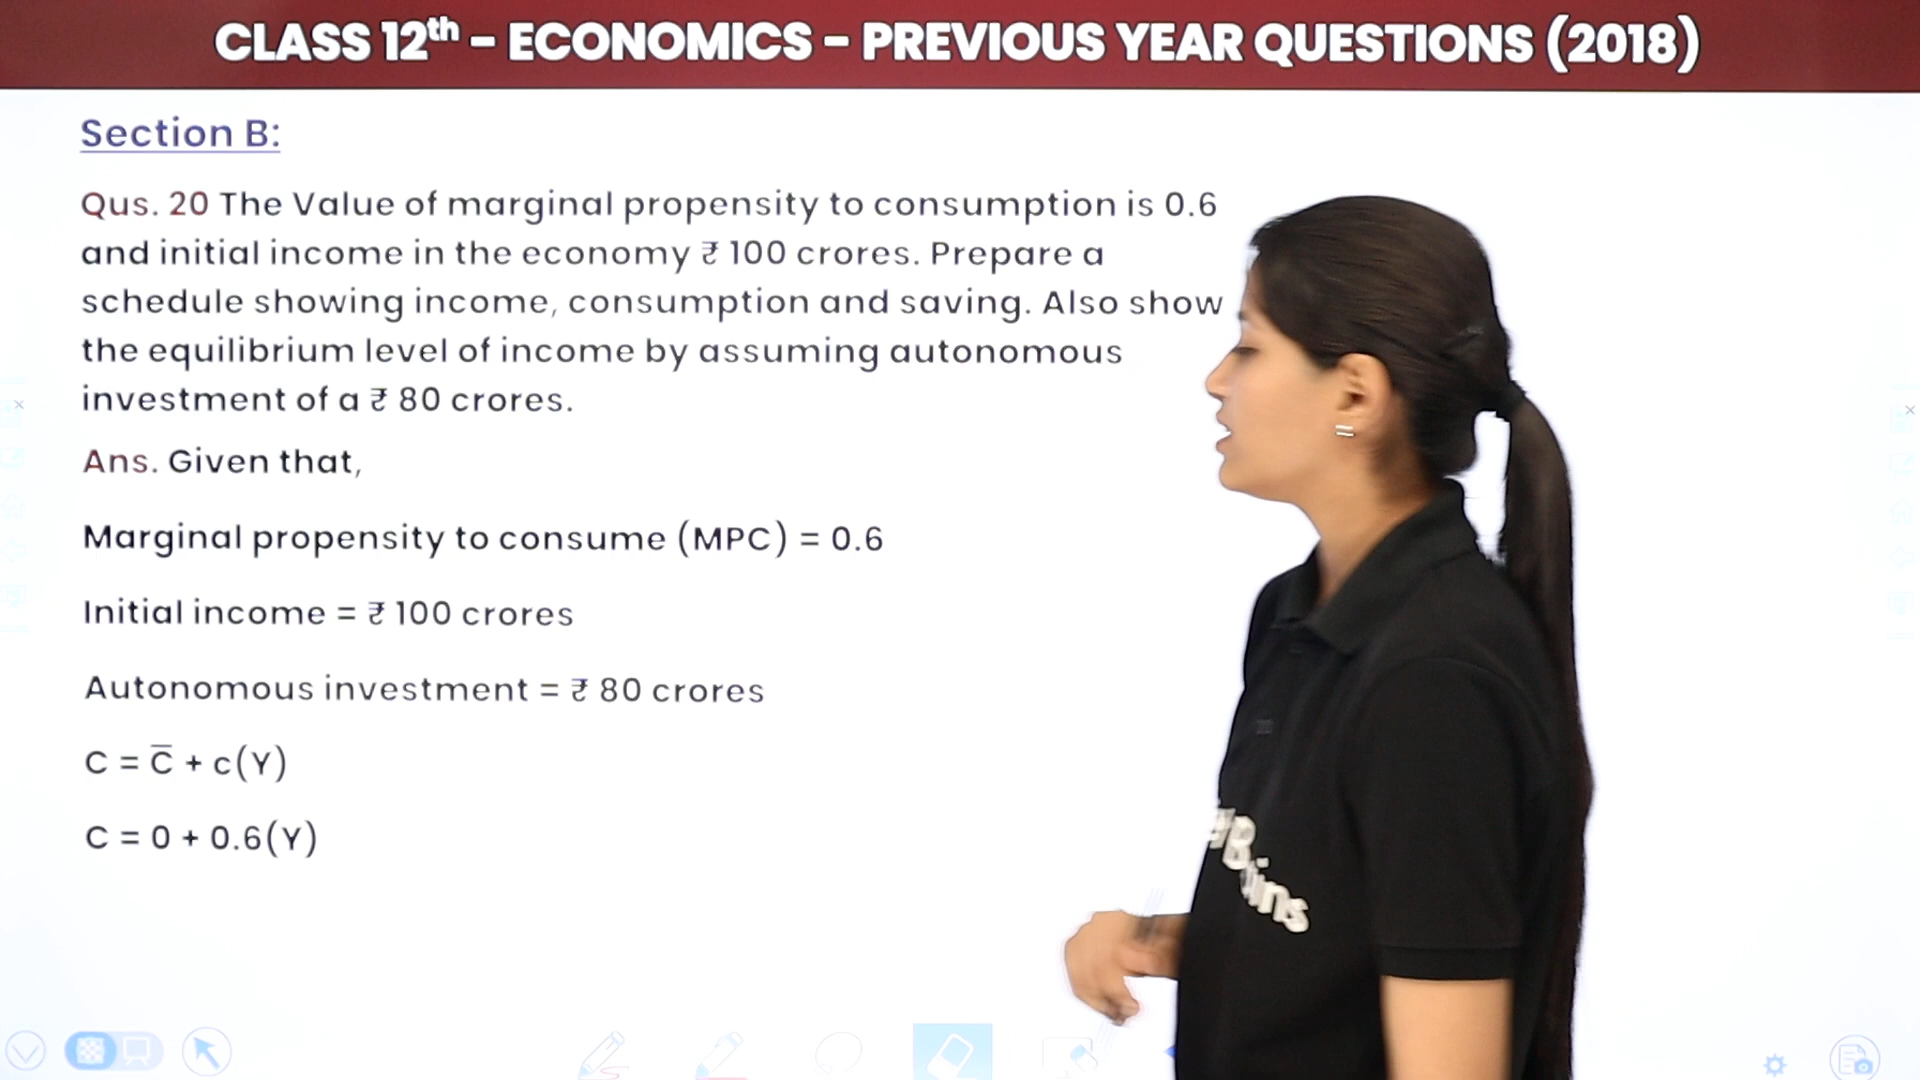 CLASS 12th - ECONOMICS - PREVIOUS YEAR QUESTIONS (2018)
Section B:
Qus. 20 The Value of marginal propensity to consumption is 0.6
and initial income in the economy ₹ 100 crores. Prepare a
schedule showing income, consumption and saving. Also show
the equilibrium level of income by assuming autonomous
investment of a ₹ 80 crores.
Ans. Given that,
Marginal propensity to consume (MPC) = 0.6
Initial income = ₹ 100 crores
Autonomous investment = ₹ 80 crores
C = C̅ + c(Y)
C = 0 + 0.6(Y)